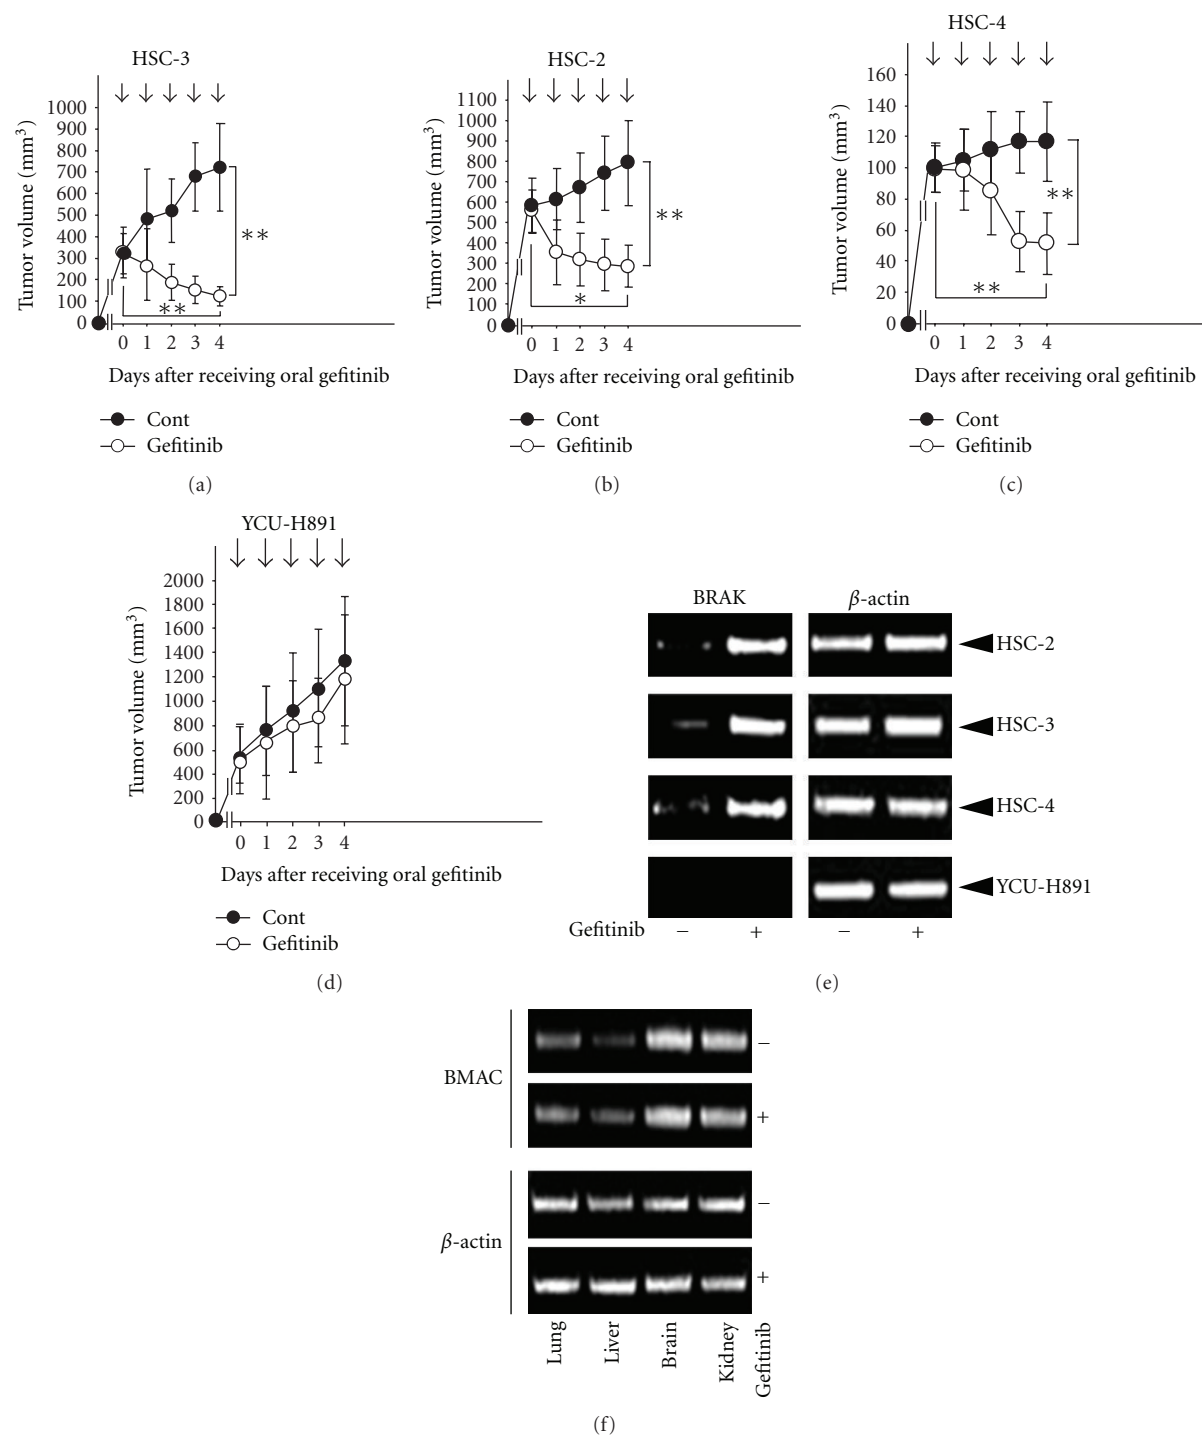 HSC-3
Tumor volume (mm³)
1000
900
800
700
600
500
400
300
200
100
0
**
**
0 1 2 3 4
Days after receiving oral gefitinib
Cont
Gefitinib
(a)
HSC-2
Tumor volume (mm³)
1100
1000
900
800
700
600
500
400
300
200
100
0
**
*
0 1 2 3 4
Days after receiving oral gefitinib
Cont
Gefitinib
(b)
HSC-4
Tumor volume (mm³)
160
140
120
100
80
60
40
20
0
**
**
0 1 2 3 4
Days after receiving oral gefitinib
Cont
Gefitinib
(c)
YCU-H891
Tumor volume (mm³)
2000
1800
1600
1400
1200
1000
800
600
400
200
0
0 1 2 3 4
Days after receiving oral gefitinib
Cont
Gefitinib
(d)
BRAK β-actin
HSC-2
HSC-3
HSC-4
YCU-H891
Gefitinib − + − +
(e)
BMAC
−
+
β-actin
−
+
Lung
Liver
Brain
Kidney
Gefitinib
(f)